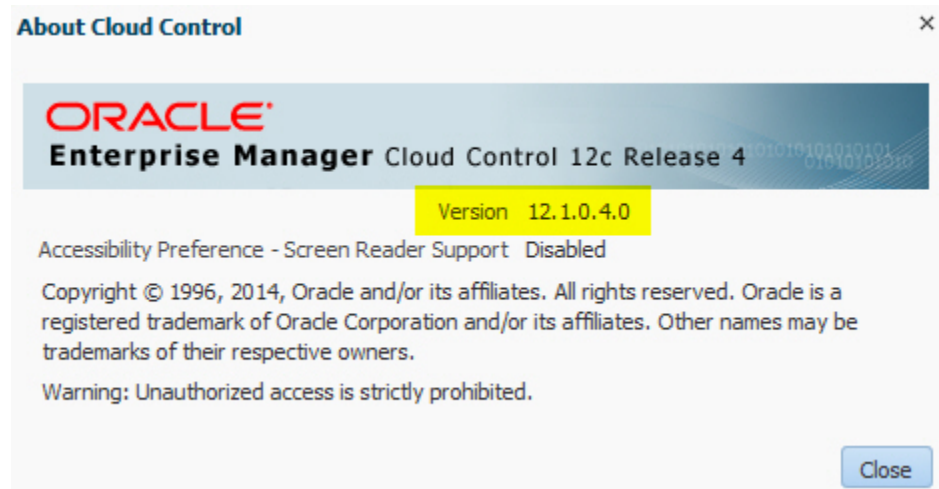 About Cloud Control
ORACLE
Enterprise Manager Cloud Control 12c Release 4
Version 12.1.0.4.0
Accessibility Preference - Screen Reader Support Disabled
Copyright © 1996, 2014, Oracle and/or its affiliates. All rights reserved. Oracle is a
registered trademark of Oracle Corporation and/or its affiliates. Other names may be
trademarks of their respective owners.
Warning: Unauthorized access is strictly prohibited.
Close